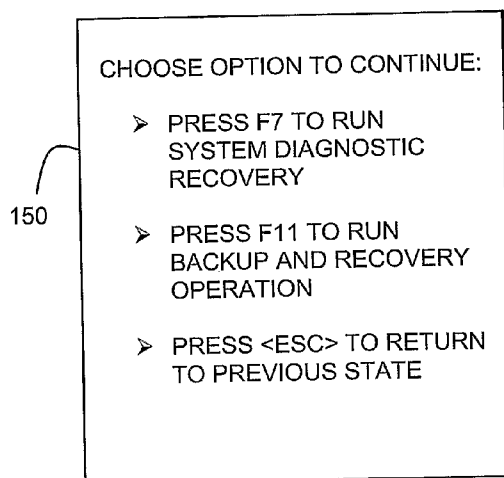 CHOOSE OPTION TO CONTINUE:
➢ PRESS F7 TO RUN
SYSTEM DIAGNOSTIC
RECOVERY
150
➢ PRESS F11 TO RUN
BACKUP AND RECOVERY
OPERATION
➢ PRESS <ESC> TO RETURN
TO PREVIOUS STATE